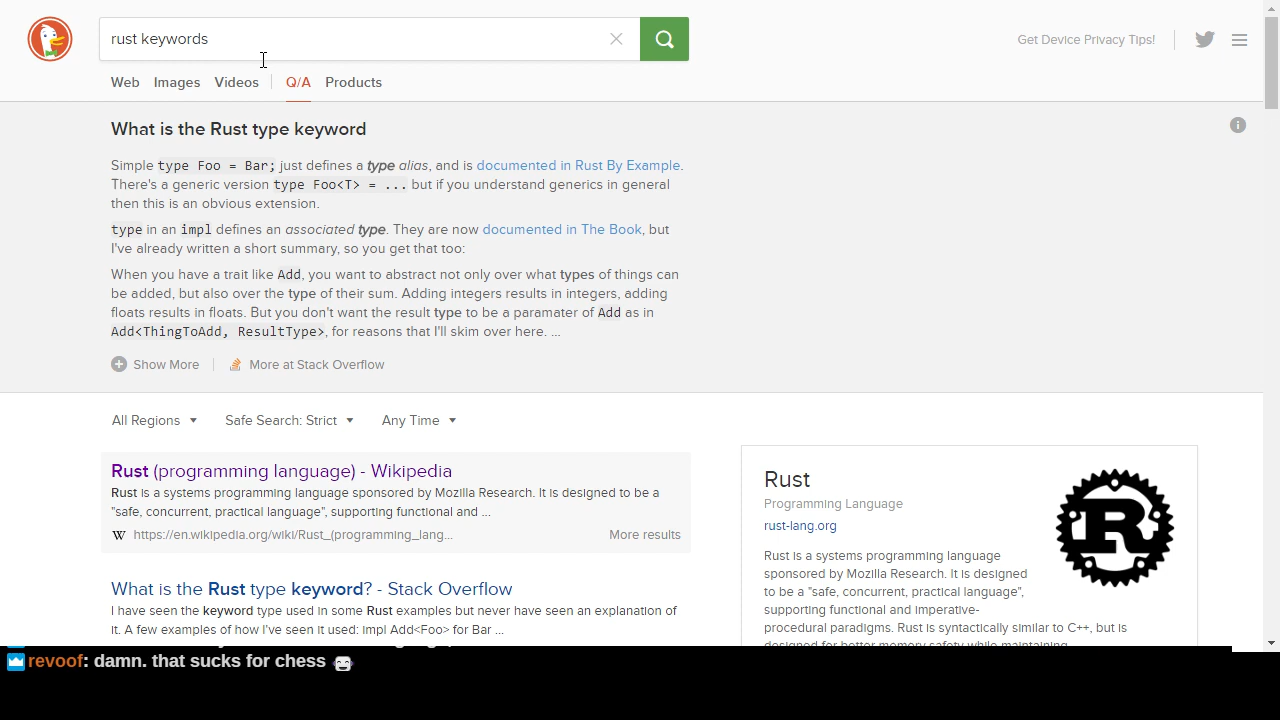 rust keywords
Get Device Privacy Tips!
Web Images Videos Q/A Products
What is the Rust type keyword
Simple type Foo = Bar; just defines a type alias, and is documented in Rust By Example.
There's a generic version type Foo<T> = ... but if you understand generics in general
then this is an obvious extension.
type in an impl defines an associated type. They are now documented in The Book, but
I've already written a short summary, so you get that too:
When you have a trait like Add, you want to abstract not only over what types of things can
be added, but also over the type of their sum. Adding integers results in integers, adding
floats results in floats. But you don't want the result type to be a paramater of Add as in
Add<ThingToAdd, ResultType>, for reasons that I'll skim over here. ...
Show More More at Stack Overflow
All Regions Safe Search: Strict Any Time
Rust (programming language) - Wikipedia
Rust is a systems programming language sponsored by Mozilla Research. It is designed to be a
"safe, concurrent, practical language", supporting functional and ...
W https://en.wikipedia.org/wiki/Rust_(programming_lang... More results
What is the Rust type keyword? - Stack Overflow
I have seen the keyword type used in some Rust examples but never have seen an explanation of
it. A few examples of how I've seen it used: impl Add<Foo> for Bar ...
Rust
Programming Language
rust-lang.org
R
Rust is a systems programming language
sponsored by Mozilla Research. It is designed
to be a "safe, concurrent, practical language",
supporting functional and imperative-
procedural paradigms. Rust is syntactically similar to C++, but is
designed for better memory safety while maintaining
revoof: damn. that sucks for chess